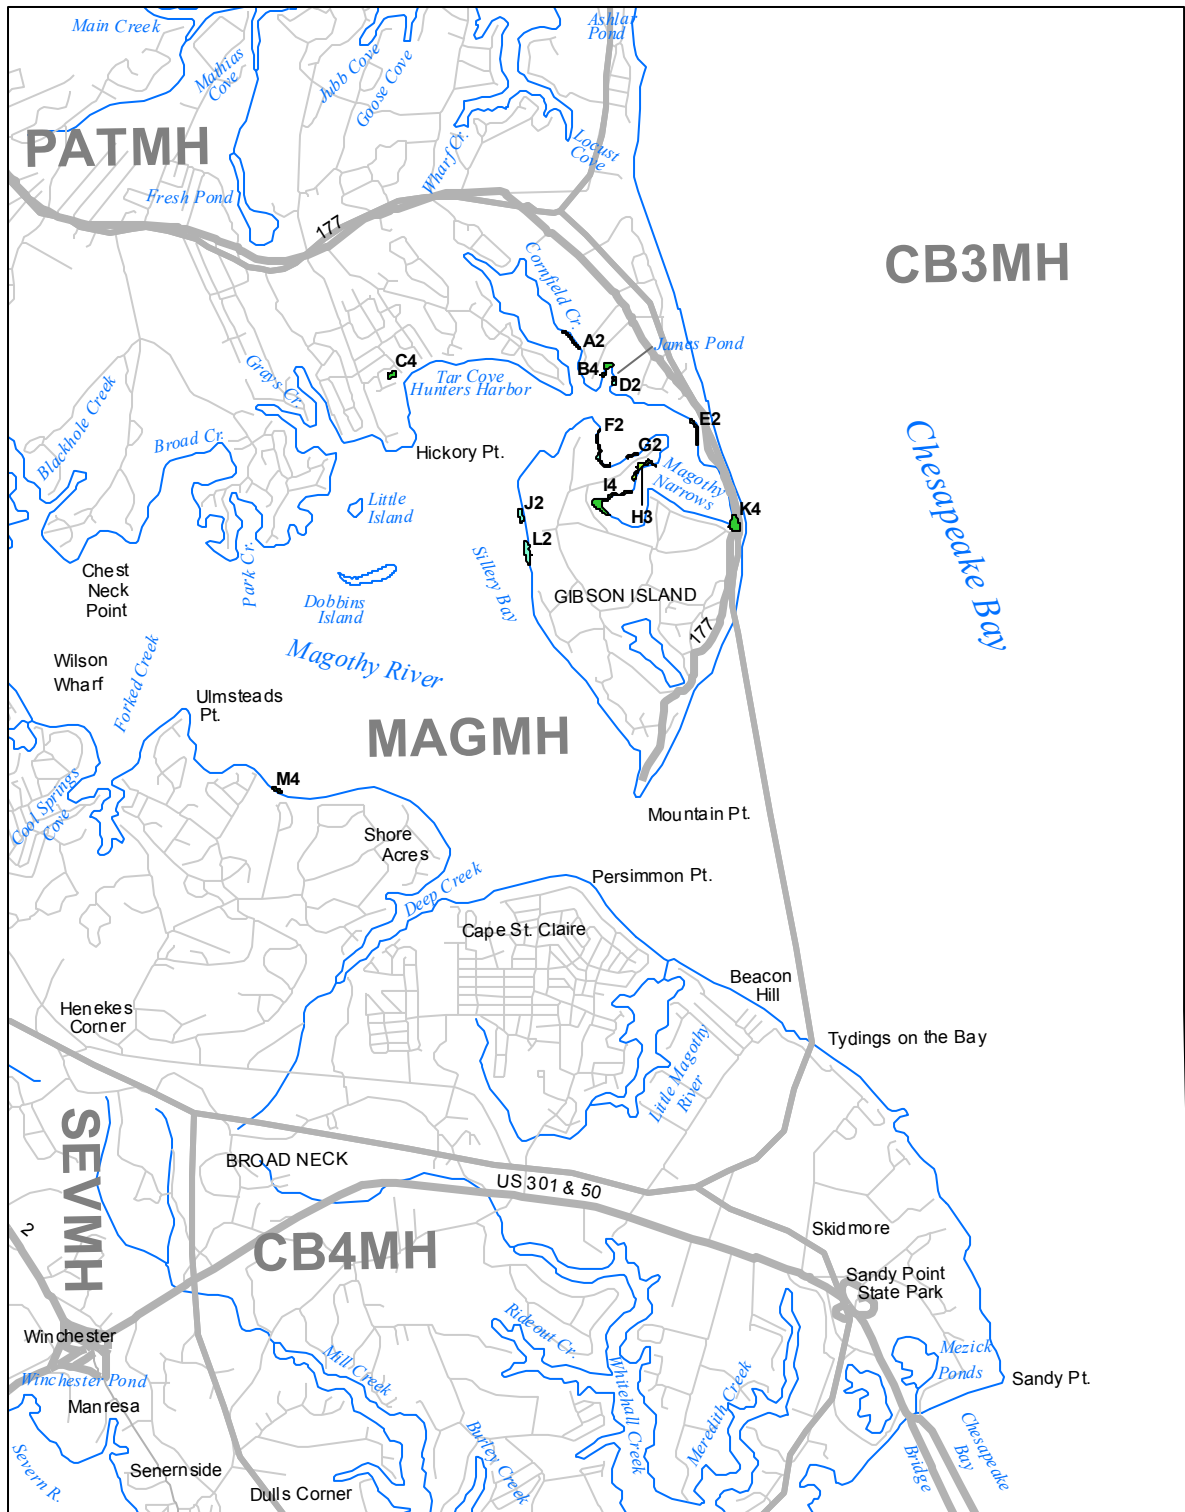 Main Creek
Ashlar
Pond
Mathias
Cove
Jubb Cove
Goose Cove
Wharf Cr.
Locust
Cove
PATMH
Fresh Pond
177
CB3MH
Cornfield Cr.
A2
James Pond
C4
B4
D2
Tar Cove
Hunters Harbor
Grays Cr.
E2
F2
G2
Blackhole Creek
Broad Cr.
Hickory Pt.
Magothy
Narrows
Chesapeake Bay
I4
H3
K4
J2
Little
Island
L2
Sillery Bay
Park Cr.
Chest
Neck
Point
Dobbins
Island
GIBSON ISLAND
177
Magothy River
Wilson
Wharf
Forked Creek
Ulmsteads
Pt.
MAGMH
M4
Cool Springs
Cove
Mountain Pt.
Shore
Acres
Deep Creek
Persimmon Pt.
Cape St. Claire
Beacon
Hill
Henekes
Corner
Tydings on the Bay
Little Magothy
River
SEVMH
BROAD NECK
US 301 & 50
2
CB4MH
Skidmore
Sandy Point
State Park
Winchester
Rideout Cr.
Mill Creek
Whitehall Creek
Meredith Creek
Mezick
Ponds
Winchester Pond
Manresa
Sandy Pt.
Severn R.
Senernside
Burley Creek
Dulls Corner
Chesapeake
Bay
Bridge